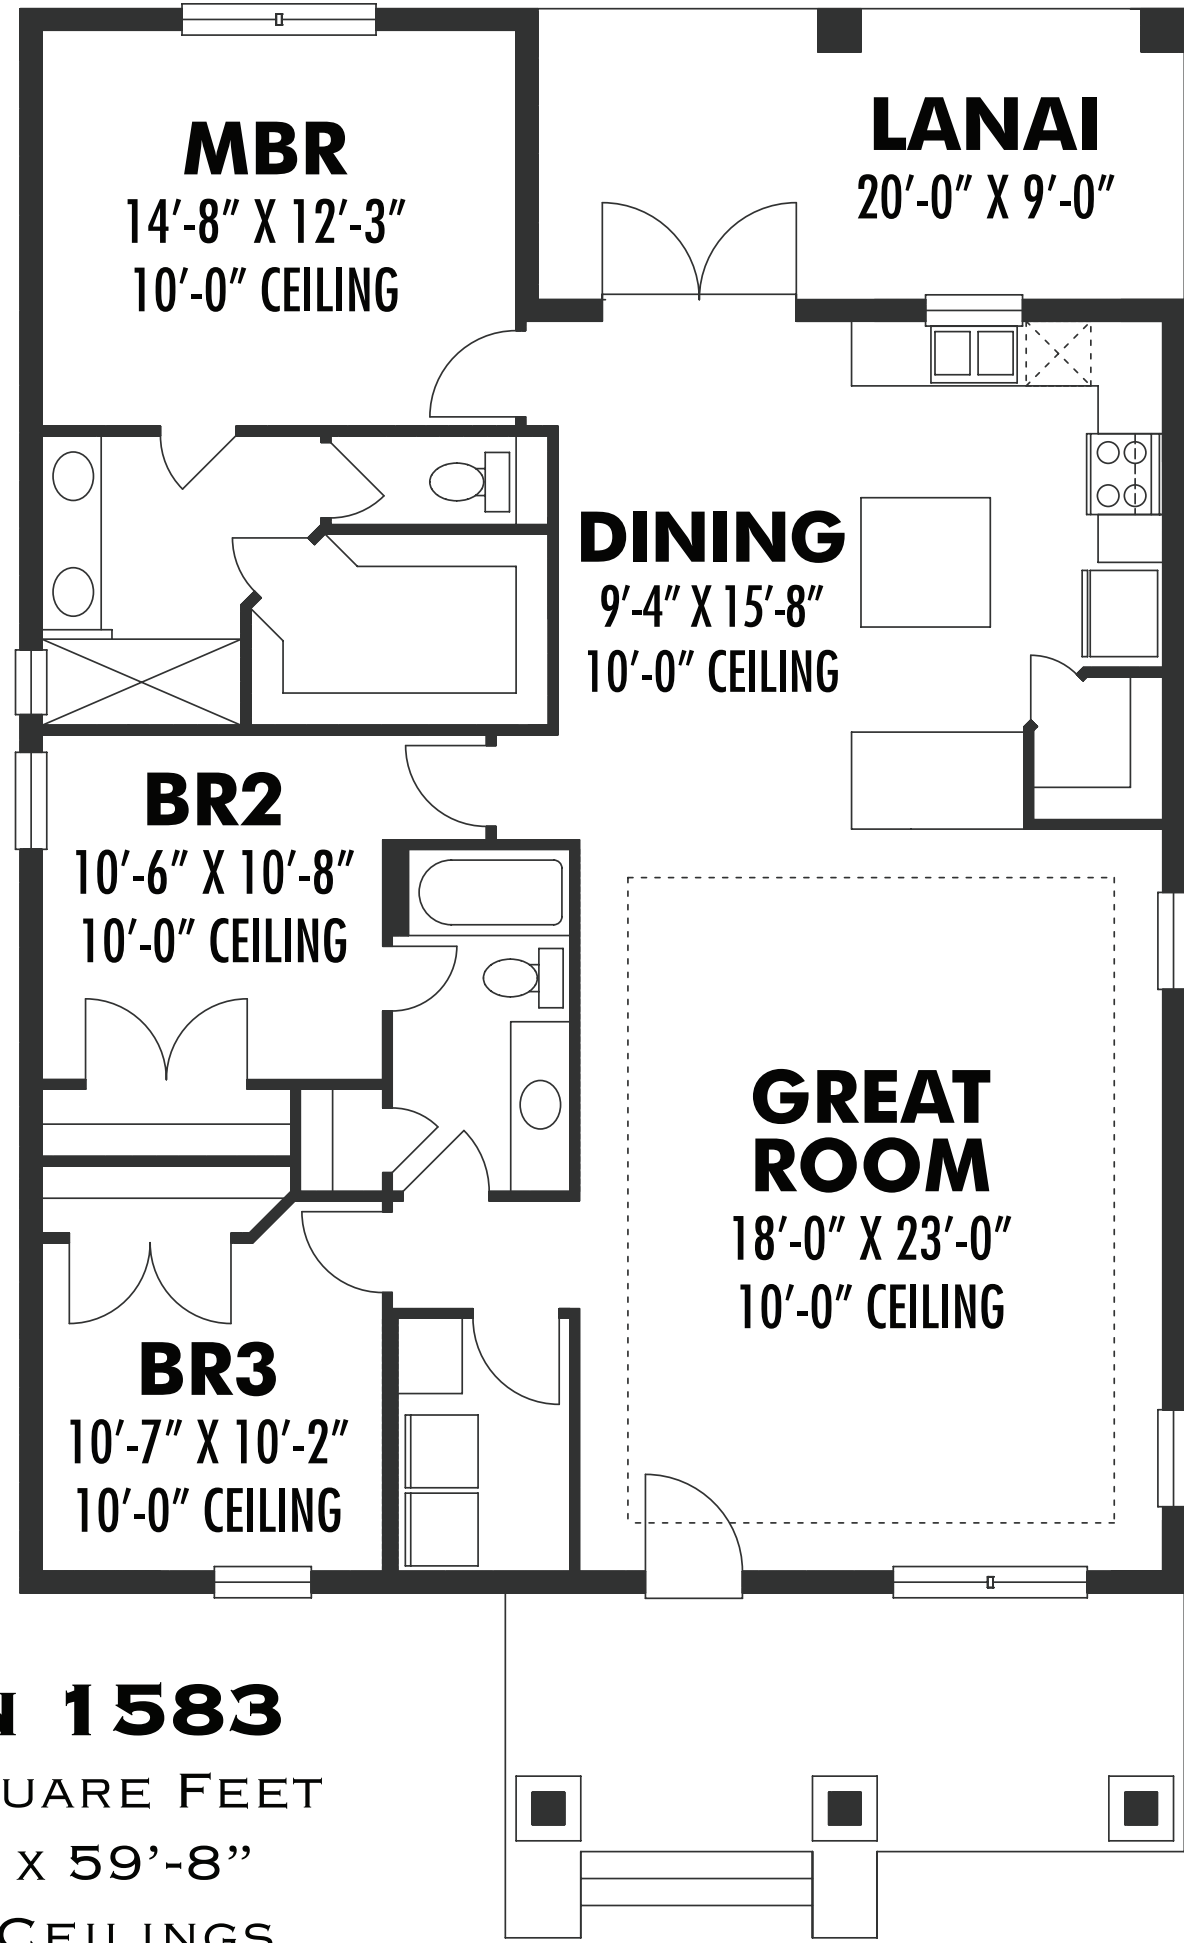 MBR
14'-8" X 12'-3"
10'-0" CEILING
LANAI
20'-0" X 9'-0"
DINING
9'-4" X 15'-8"
10'-0" CEILING
BR2
10'-6" X 10'-8"
10'-0" CEILING
GREAT
ROOM
18'-0" X 23'-0"
10'-0" CEILING
BR3
10'-7" X 10'-2"
10'-0" CEILING
1583
FEET
X 59'-8"
CEILINGS